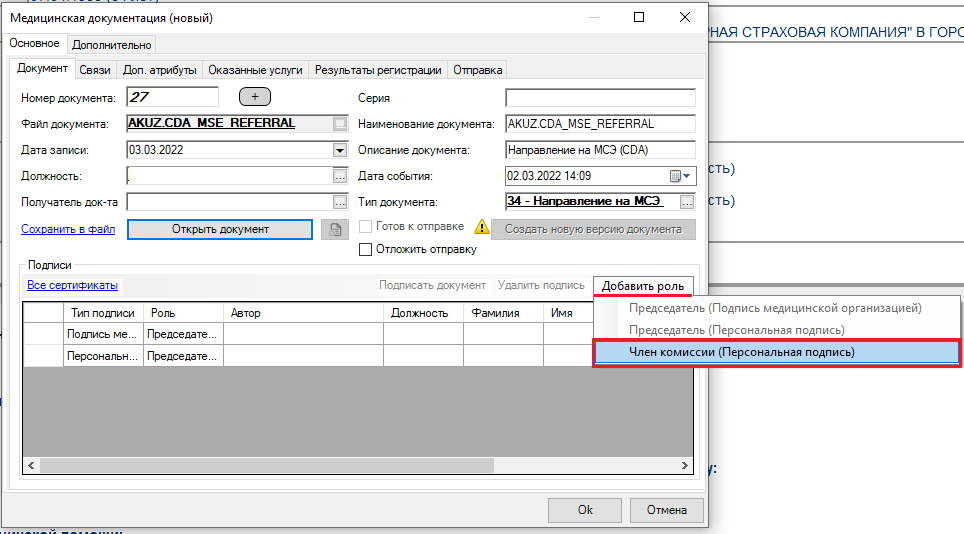 Медицинская документация (новый)
РНАЯ СТРАХОВАЯ КОМПАНИЯ" В ГОРО
Основное Дополнительно
Документ Связи Доп. атрибуты Оказанные услуги Результаты регистрации Отправка
Номер документа: 27 + Серия
Файл документа: AKUZ.CDA_MSE_REFERRAL ... Наименование документа: AKUZ.CDA_MSE_REFERRAL
Дата записи: 03.03.2022 Описание документа: Направление на МСЭ (CDA)
Должность: ... Дата события: 02.03.2022 14:09
сть)
Получатель док-та ... Тип документа: 34 - Направление на МСЭ ...
сть)
Сохранить в файл Открыть документ Готов к отправке Создать новую версию документа
Отложить отправку
Подписи
Все сертификаты Подписать документ Удалить подпись Добавить роль
Председатель (Подпись медицинской организацией)
Председатель (Персональная подпись)
Член комиссии (Персональная подпись)
Тип подписи Роль Автор Должность Фамилия Имя
Подпись ме... Председате...
Персональн... Председате...
у:
Ok Отмена